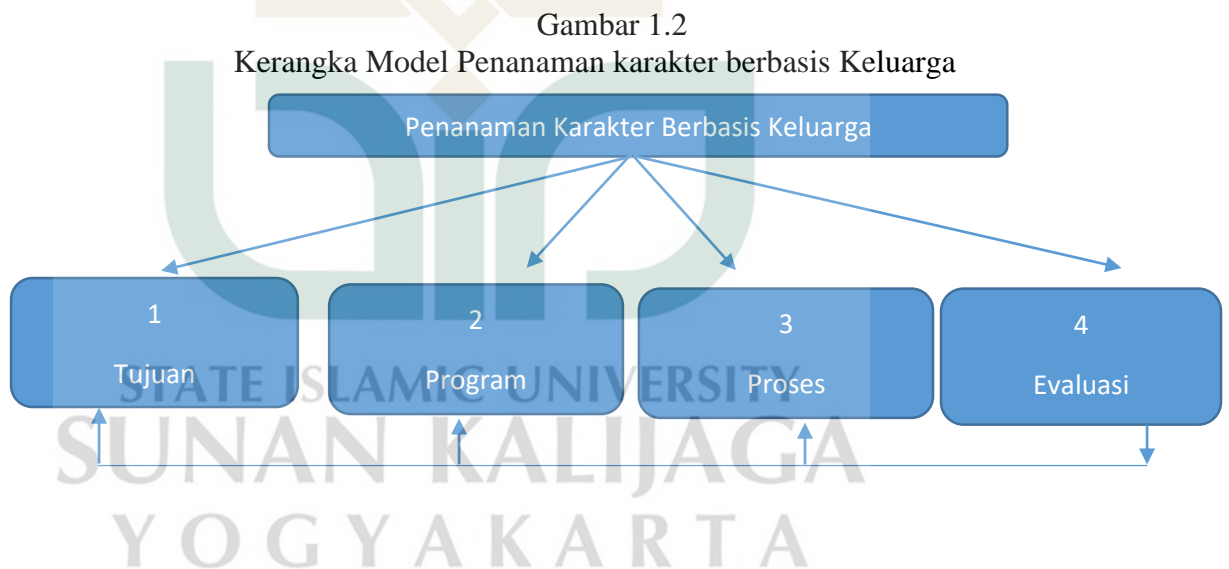 Gambar 1.2
Kerangka Model Penanaman karakter berbasis Keluarga
Penanaman Karakter Berbasis Keluarga
1
Tujuan
2
Program
3
Proses
4
Evaluasi
STATE ISLAMIC UNIVERSITY
SUNAN KALIJAGA
YOGYAKARTA